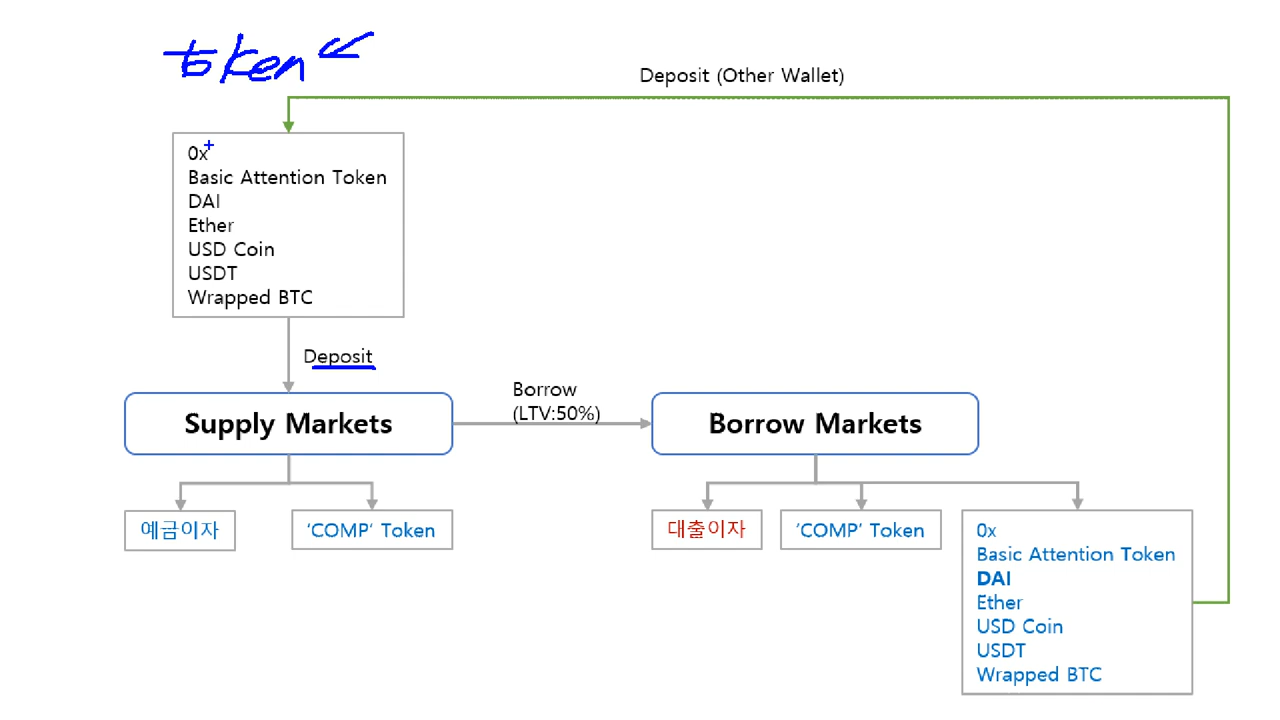 token
Deposit (Other Wallet)
0x
Basic Attention Token
DAI
Ether
USD Coin
USDT
Wrapped BTC
Deposit
Borrow
(LTV:50%)
Supply Markets
Borrow Markets
예금이자
‘COMP‘ Token
대출이자
‘COMP’ Token
0x
Basic Attention Token
DAI
Ether
USD Coin
USDT
Wrapped BTC